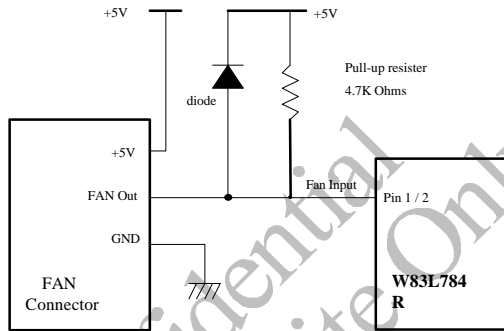 +5V
+5V
Pull-up resister
4.7K Ohms
diode
+5V
Fan Input
FAN Out
Pin 1 / 2
GND
FAN
Connector
W83L784
R